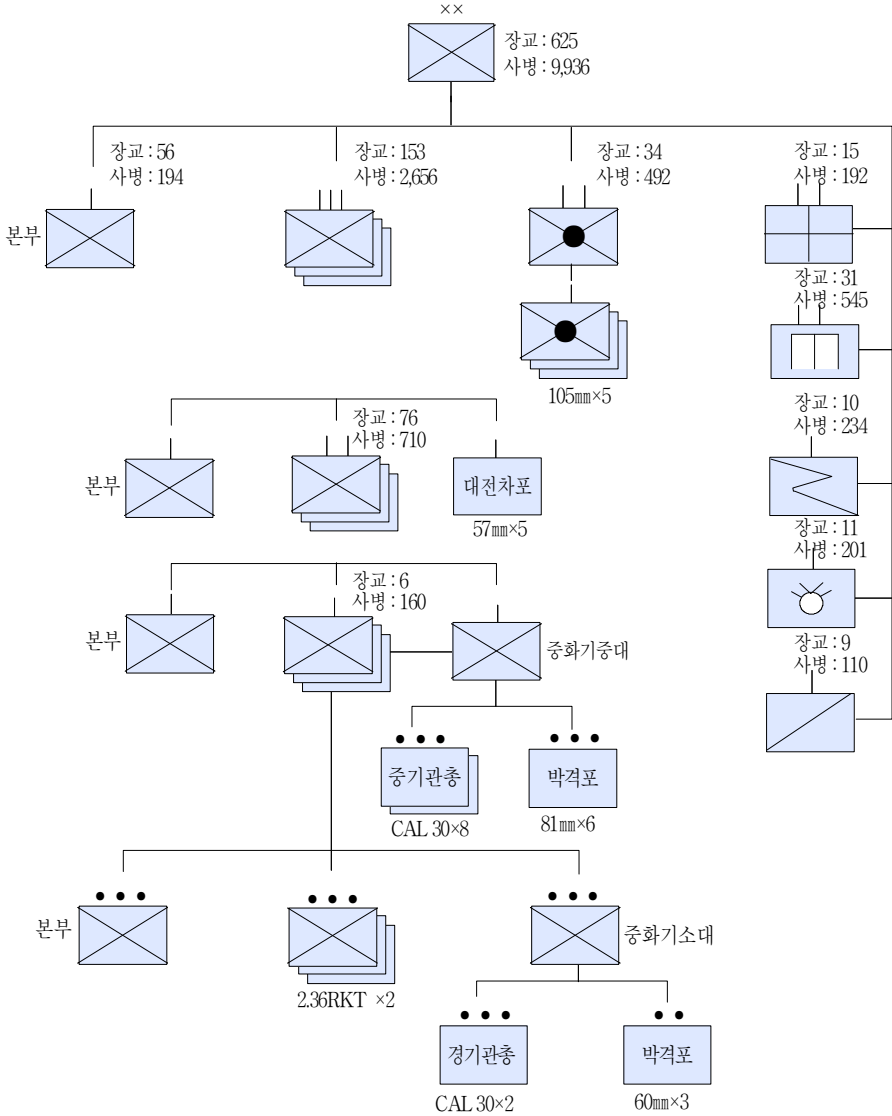 ××
장교:625
사병:9,936
장교:56
사병:194
장교:153
사병:2,656
장교:34
사병:492
장교:15
사병:192
본부
장교:31
사병:545
105㎜×5
장교:10
사병:234
장교:76
사병:710
본부
대전차포
57㎜×5
장교:11
사병:201
장교:6
사병:160
본부
중화기중대
장교:9
사병:110
중기관총
박격포
CAL 30×8
81㎜×6
본부
중화기소대
2.36RKT ×2
경기관총
박격포
CAL 30×2
60㎜×3